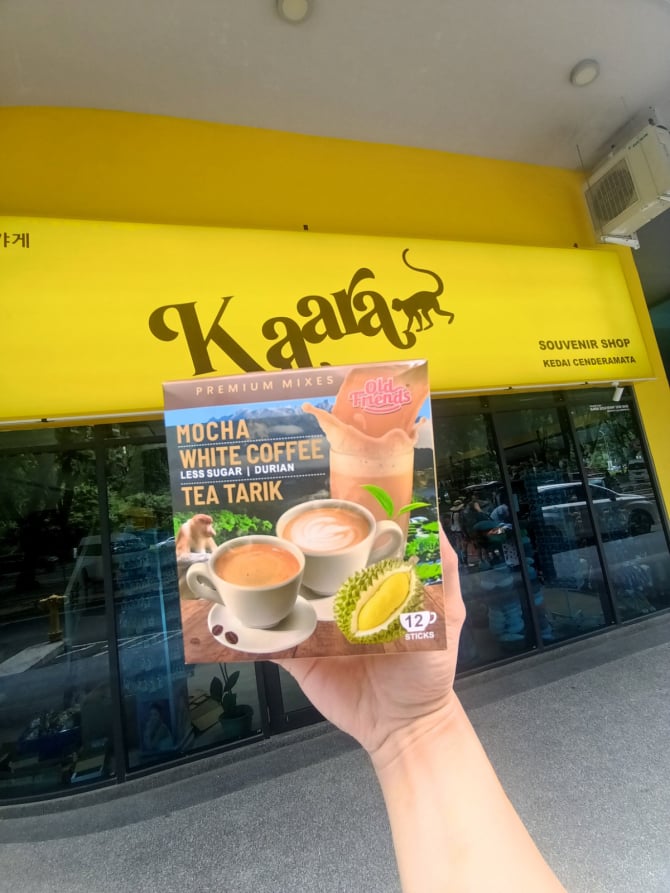 Kaara
SOUVENIR SHOP
KEDAI CENDERAMATA
PREMIUM MIXES
Old
Friends
MOCHA
WHITE COFFEE
LESS SUGAR | DURIAN
TEA TARIK
12
STICKS